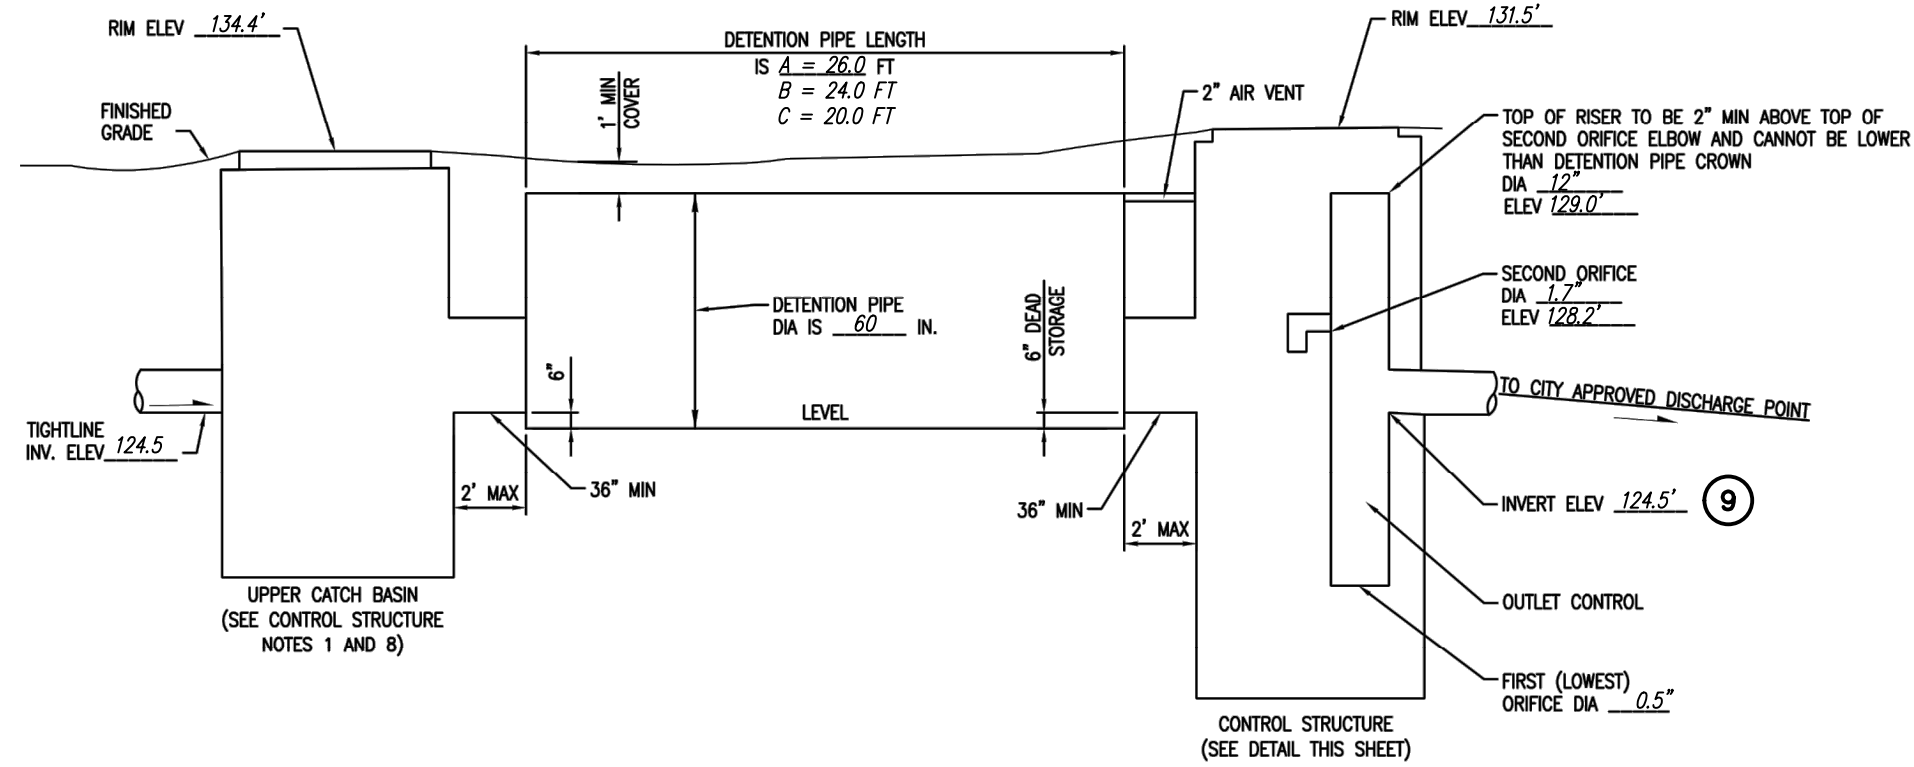 RIM ELEV 134.4'
DETENTION PIPE LENGTH
IS A = 26.0 FT
B = 24.0 FT
C = 20.0 FT
RIM ELEV 131.5'
FINISHED
GRADE
1' MIN
COVER
2" AIR VENT
TOP OF RISER TO BE 2" MIN ABOVE TOP OF
SECOND ORIFICE ELBOW AND CANNOT BE LOWER
THAN DETENTION PIPE CROWN
DIA 12"
ELEV 129.0'
SECOND ORIFICE
DIA 1.7"
ELEV 128.2'
DETENTION PIPE
DIA IS 60 IN.
6" DEAD
STORAGE
6"
LEVEL
TO CITY APPROVED DISCHARGE POINT
TIGHTLINE
INV. ELEV 124.5
2' MAX
36" MIN
36" MIN
2' MAX
INVERT ELEV 124.5'
9
UPPER CATCH BASIN
(SEE CONTROL STRUCTURE
NOTES 1 AND 8)
OUTLET CONTROL
FIRST (LOWEST)
ORIFICE DIA 0.5"
CONTROL STRUCTURE
(SEE DETAIL THIS SHEET)